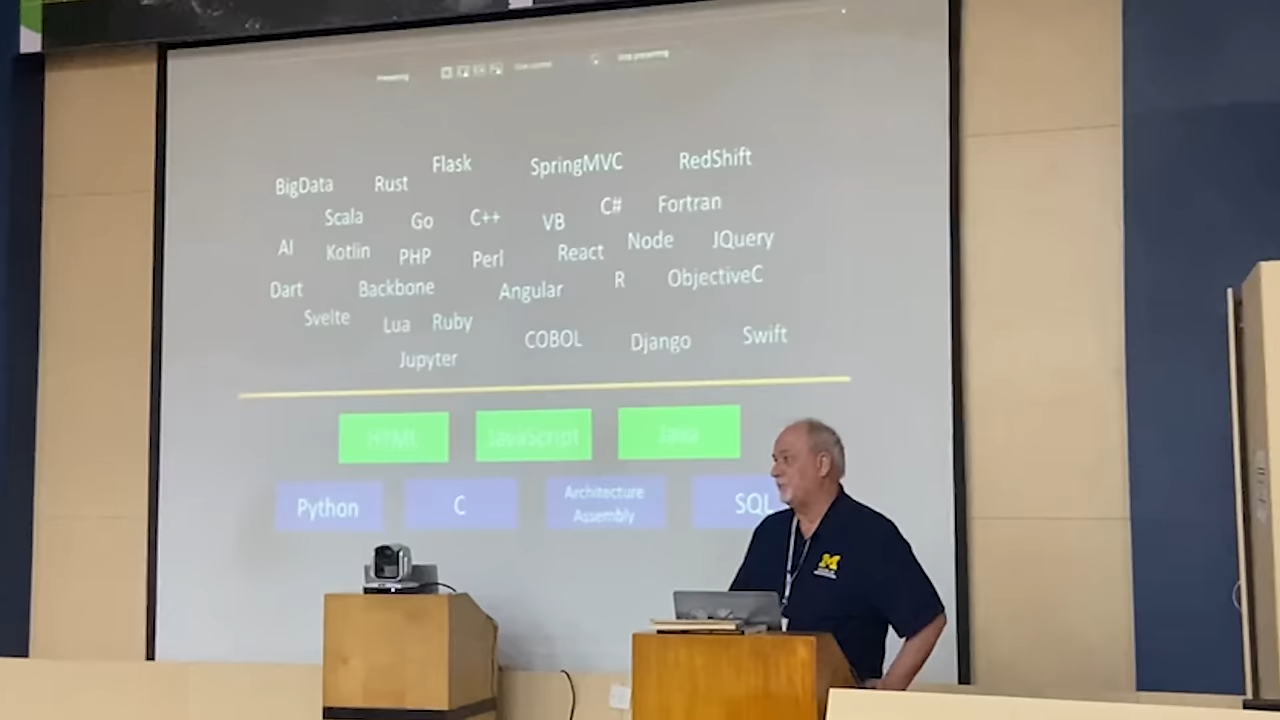 Flask SpringMVC RedShift
BigData Rust
Scala Go C++ VB C# Fortran
AI Kotlin PHP Perl React Node JQuery
Dart Backbone Angular R ObjectiveC
Svelte Lua Ruby COBOL Django Swift
Jupyter
HTML JavaScript Java
Python C Architecture SQL
Assembly
M